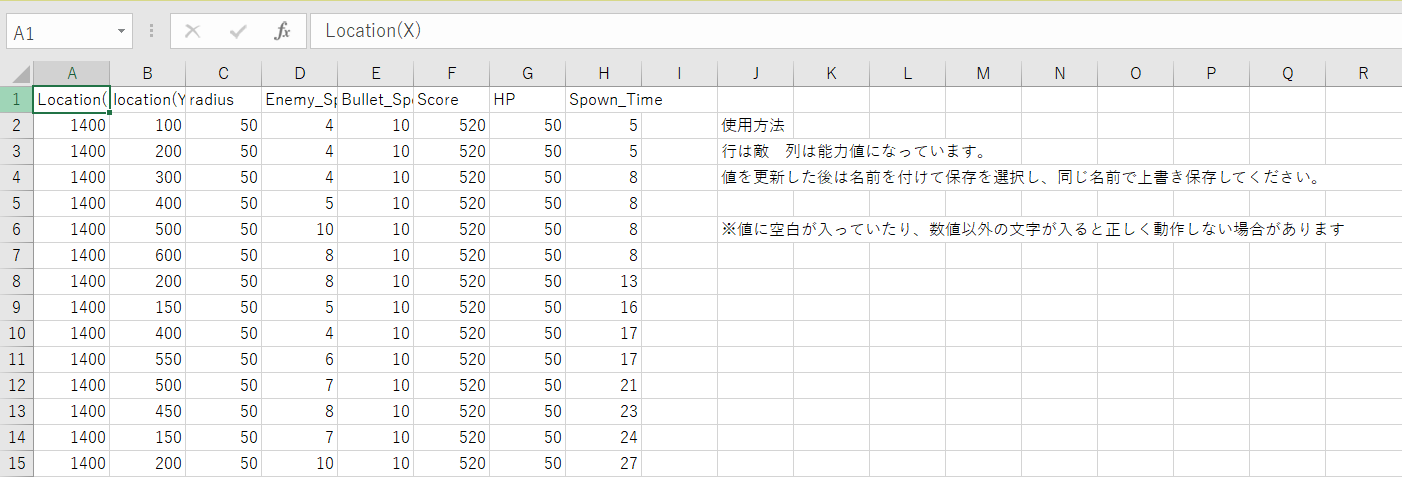 A1 fx Location(X)
A B C D E F G H I J K L M N O P Q R
1 Location( location(Y radius Enemy_Sp Bullet_Spe Score HP Spown_Time
2 1400 100 50 4 10 520 50 5 使用方法
3 1400 200 50 4 10 520 50 5 行は敵　列は能力値になっています。
4 1400 300 50 4 10 520 50 8 値を更新した後は名前を付けて保存を選択し、同じ名前で上書き保存してください。
5 1400 400 50 5 10 520 50 8
6 1400 500 50 10 10 520 50 8 ※値に空白が入っていたり、数値以外の文字が入ると正しく動作しない場合があります
7 1400 600 50 8 10 520 50 8
8 1400 200 50 8 10 520 50 13
9 1400 150 50 5 10 520 50 16
10 1400 400 50 4 10 520 50 17
11 1400 550 50 6 10 520 50 17
12 1400 500 50 7 10 520 50 21
13 1400 450 50 8 10 520 50 23
14 1400 150 50 7 10 520 50 24
15 1400 200 50 10 10 520 50 27